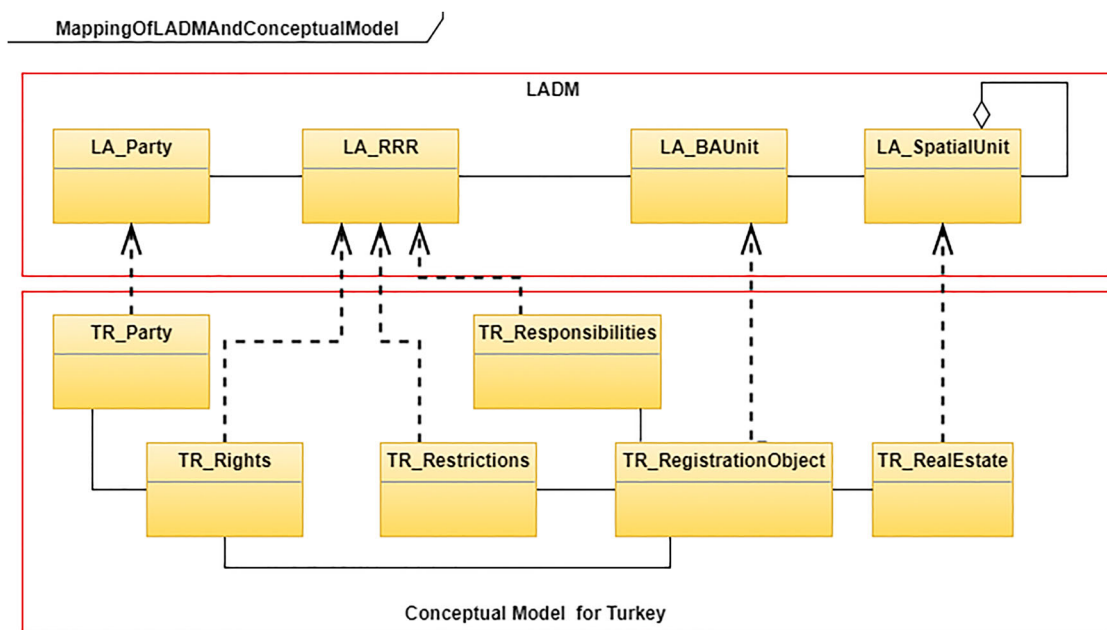 MappingOfLADMAndConceptualModel
LADM
LA_Party
LA_RRR
LA_BAUnit
LA_SpatialUnit
TR_Party
TR_Responsibilities
TR_Rights
TR_Restrictions
TR_RegistrationObject
TR_RealEstate
Conceptual Model for Turkey